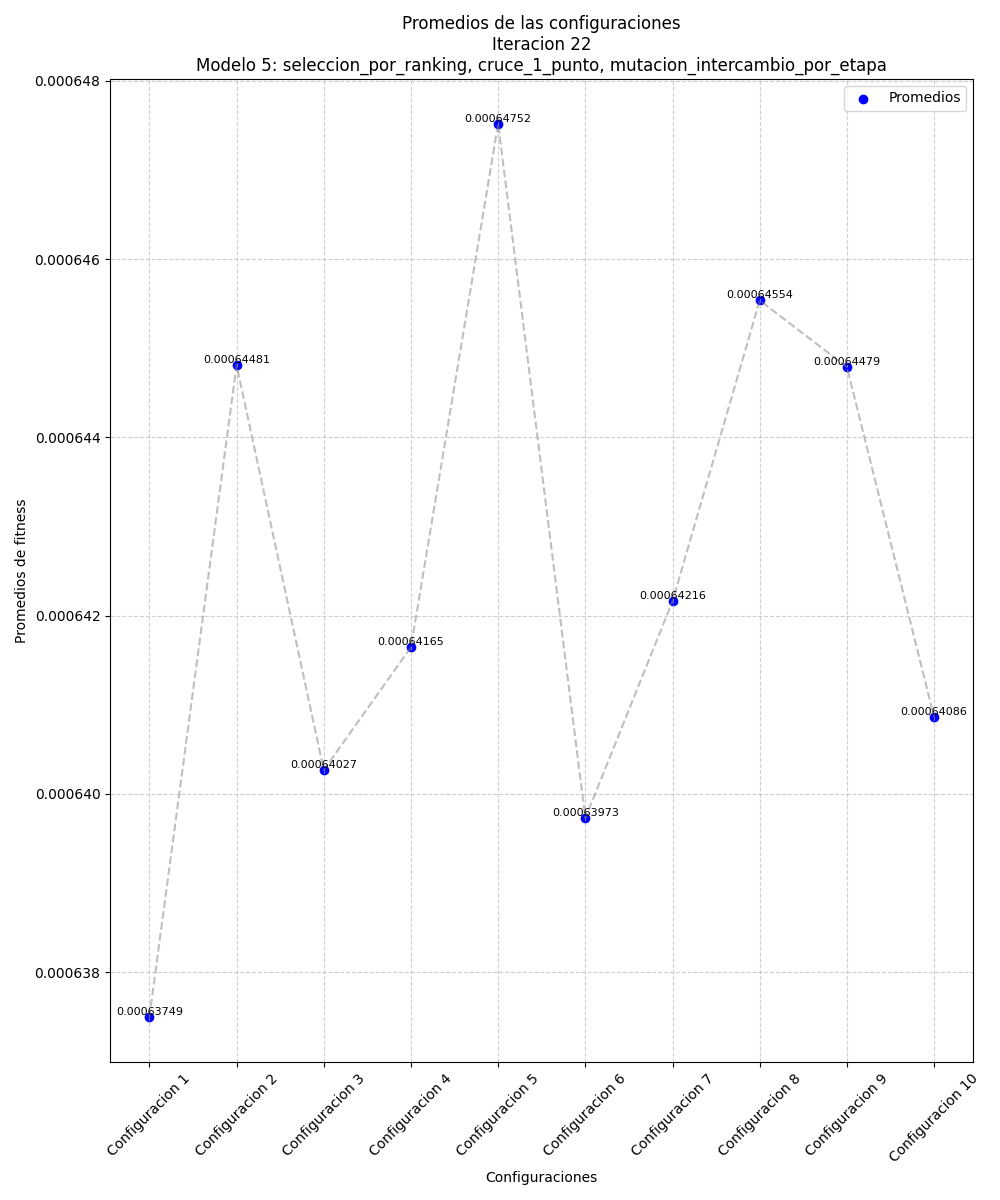 Promedios de las configuraciones
Iteracion 22
Modelo 5: seleccion_por_ranking, cruce_1_punto, mutacion_intercambio_por_etapa
Promedios
0.000648
0.000646
0.000644
0.000642
0.000640
0.000638
Promedios de fitness
0.00063749
0.00064481
0.00064027
0.00064165
0.00064752
0.00063973
0.00064216
0.00064554
0.00064479
0.00064086
Configuracion 1
Configuracion 2
Configuracion 3
Configuracion 4
Configuracion 5
Configuracion 6
Configuracion 7
Configuracion 8
Configuracion 9
Configuracion 10
Configuraciones